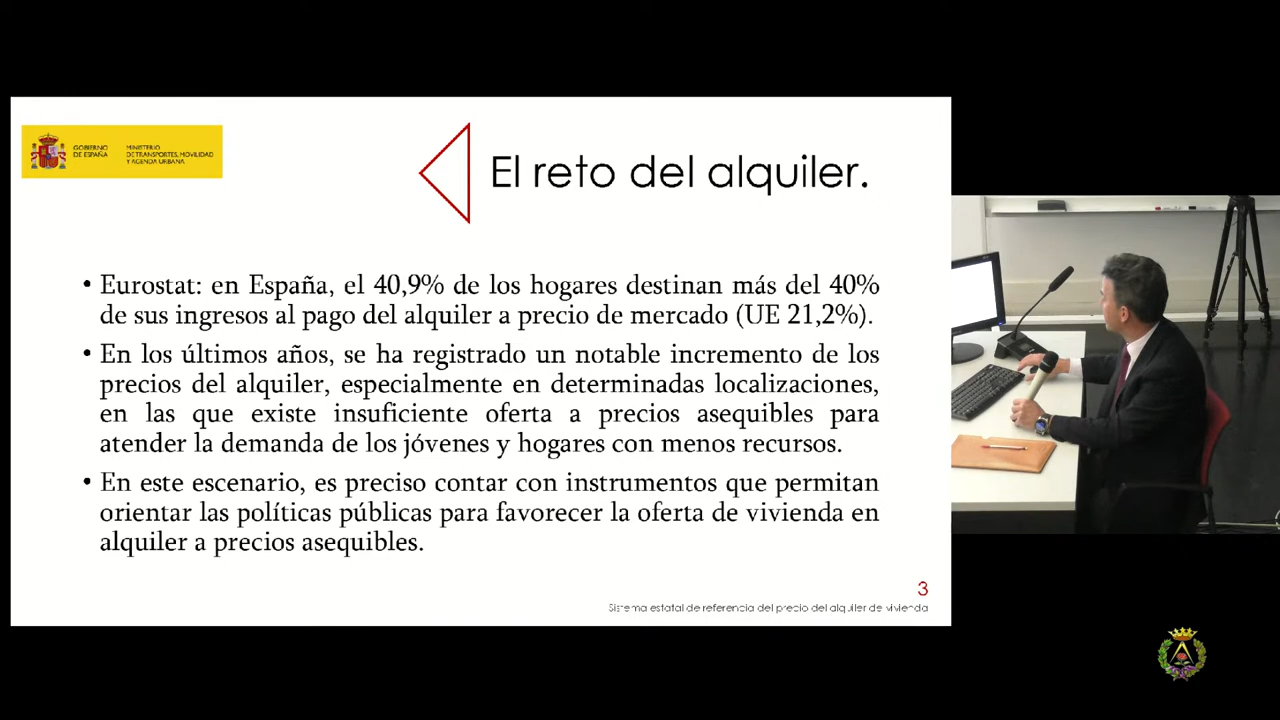 GOBIERNO
DE ESPAÑA
MINISTERIO
DE TRANSPORTES, MOVILIDAD
Y AGENDA URBANA
El reto del alquiler.
• Eurostat: en España, el 40,9% de los hogares destinan más del 40%
de sus ingresos al pago del alquiler a precio de mercado (UE 21,2%).
• En los últimos años, se ha registrado un notable incremento de los
precios del alquiler, especialmente en determinadas localizaciones,
en las que existe insuficiente oferta a precios asequibles para
atender la demanda de los jóvenes y hogares con menos recursos.
• En este escenario, es preciso contar con instrumentos que permitan
orientar las políticas públicas para favorecer la oferta de vivienda en
alquiler a precios asequibles.
3
Sistema estatal de referencia del precio del alquiler de vivienda